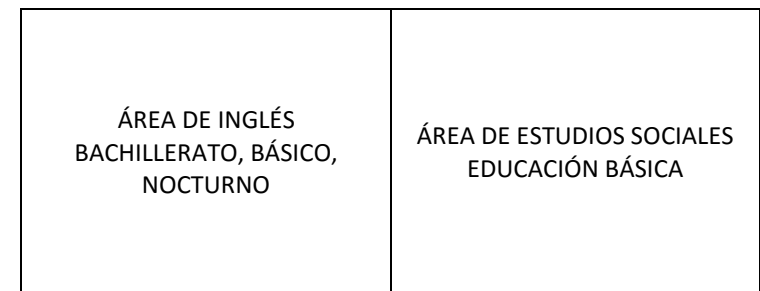 ÁREA DE INGLÉS
BACHILLERATO, BÁSICO,
NOCTURNO
ÁREA DE ESTUDIOS SOCIALES
EDUCACIÓN BÁSICA